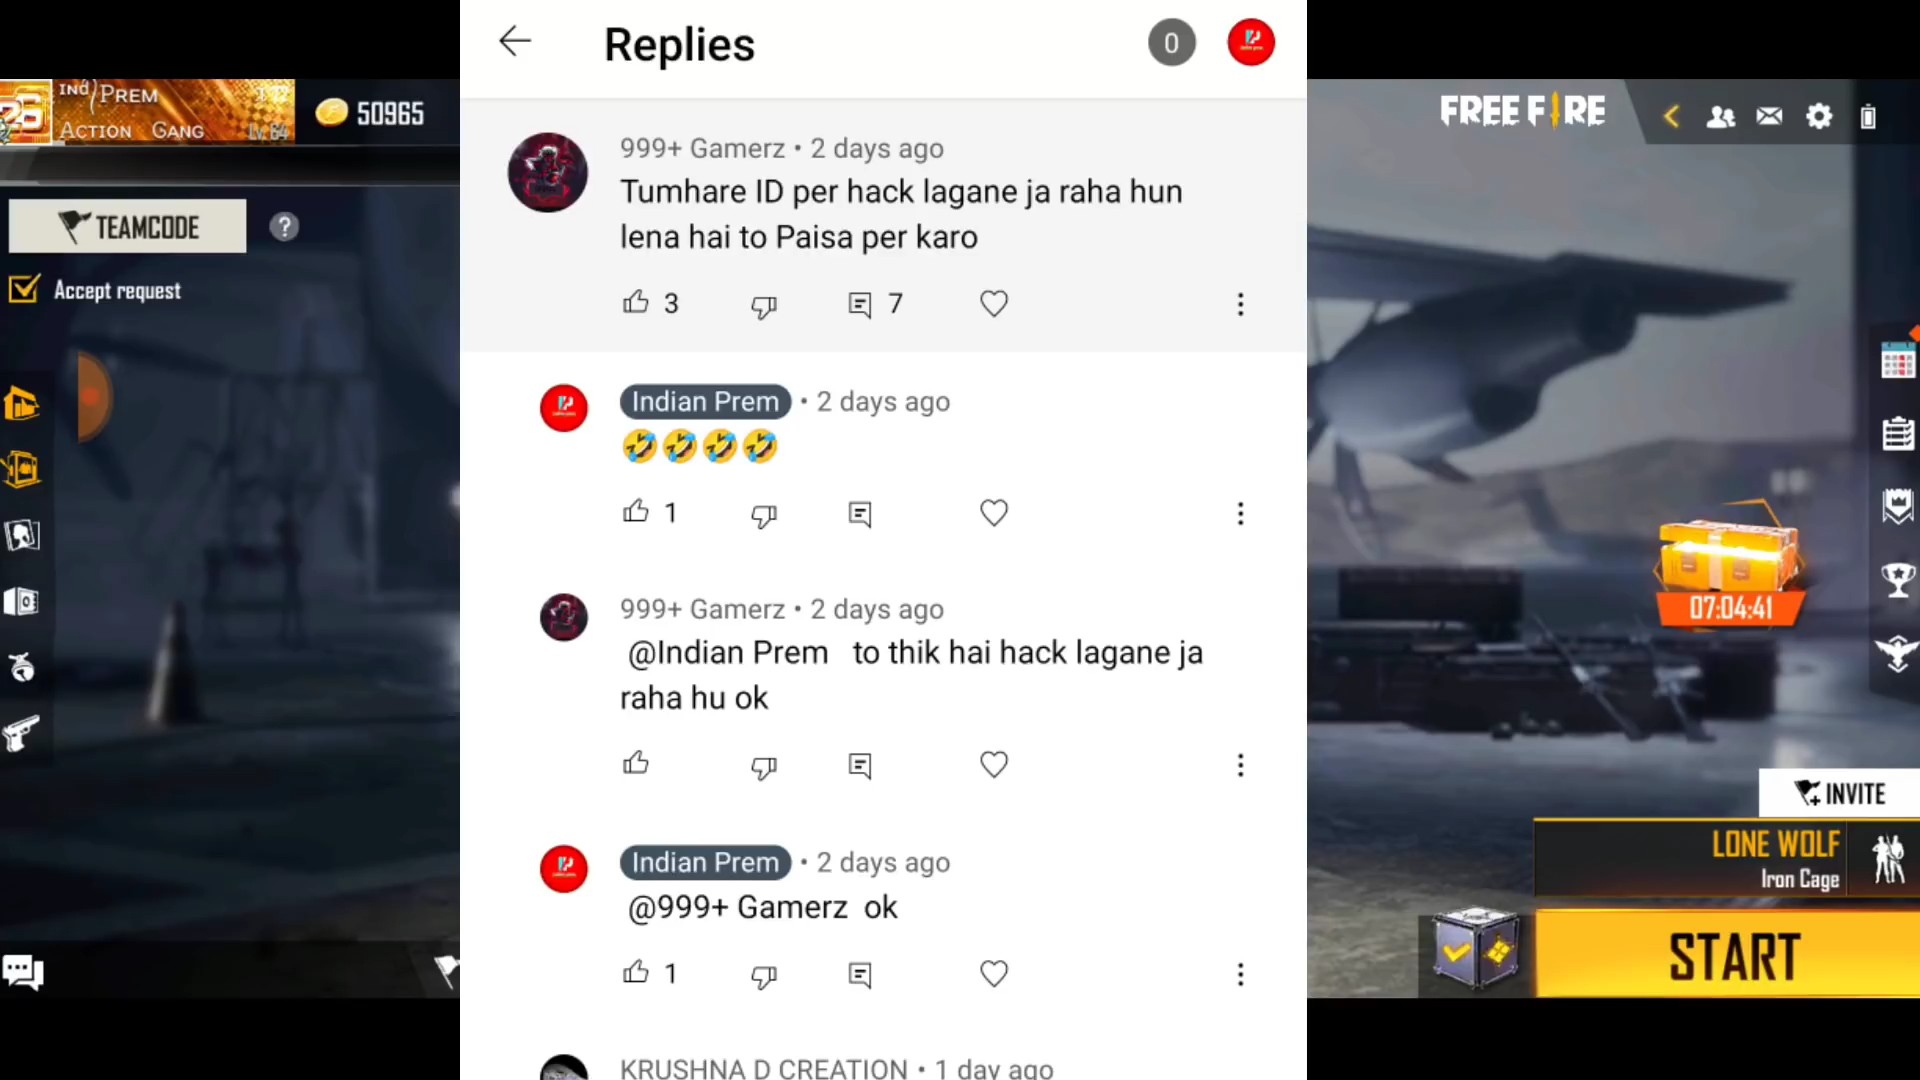 Replies
0
999+ Gamerz • 2 days ago
Tumhare ID per hack lagane ja raha hun
lena hai to Paisa per karo
3
7
Indian Prem • 2 days ago
🤣🤣🤣🤣
1
999+ Gamerz • 2 days ago
@Indian Prem to thik hai hack lagane ja
raha hu ok
Indian Prem • 2 days ago
@999+ Gamerz ok
1
KRUSHNA D CREATION • 1 day ago
IND)PREM
ACTION GANG
Lv. 64
50965
TEAMCODE
?
Accept request
FREE FIRE
07:04:41
INVITE
LONE WOLF
Iron Cage
START